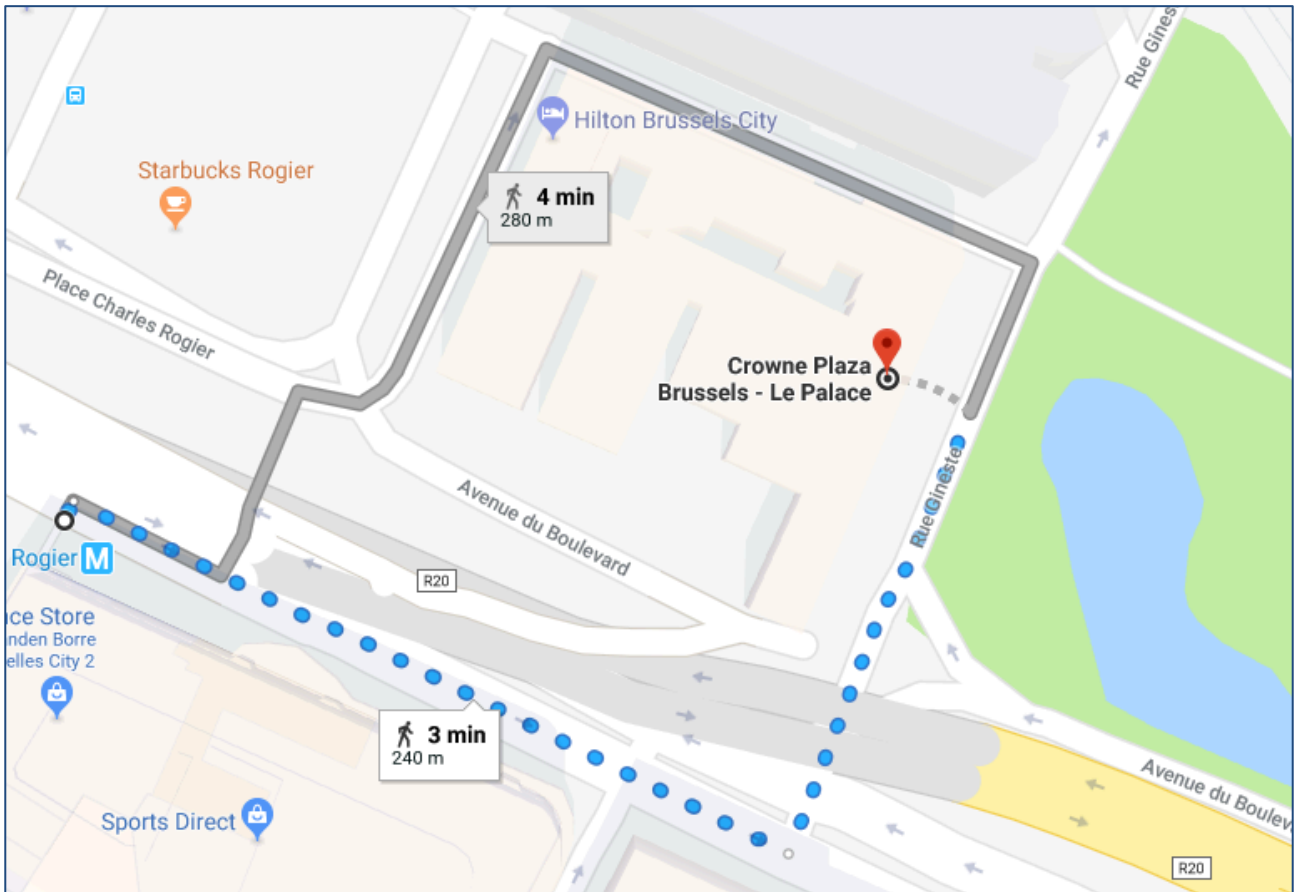 Rue Gines
Hilton Brussels City
Starbucks Rogier
4 min
280 m
Place Charles Rogier
Crowne Plaza
Brussels - Le Palace
Rue Gineste
Avenue du Boulevard
Rogier M
R20
ce Store
nden Borre
elles City 2
3 min
240 m
Sports Direct
Avenue du Boulev
R20